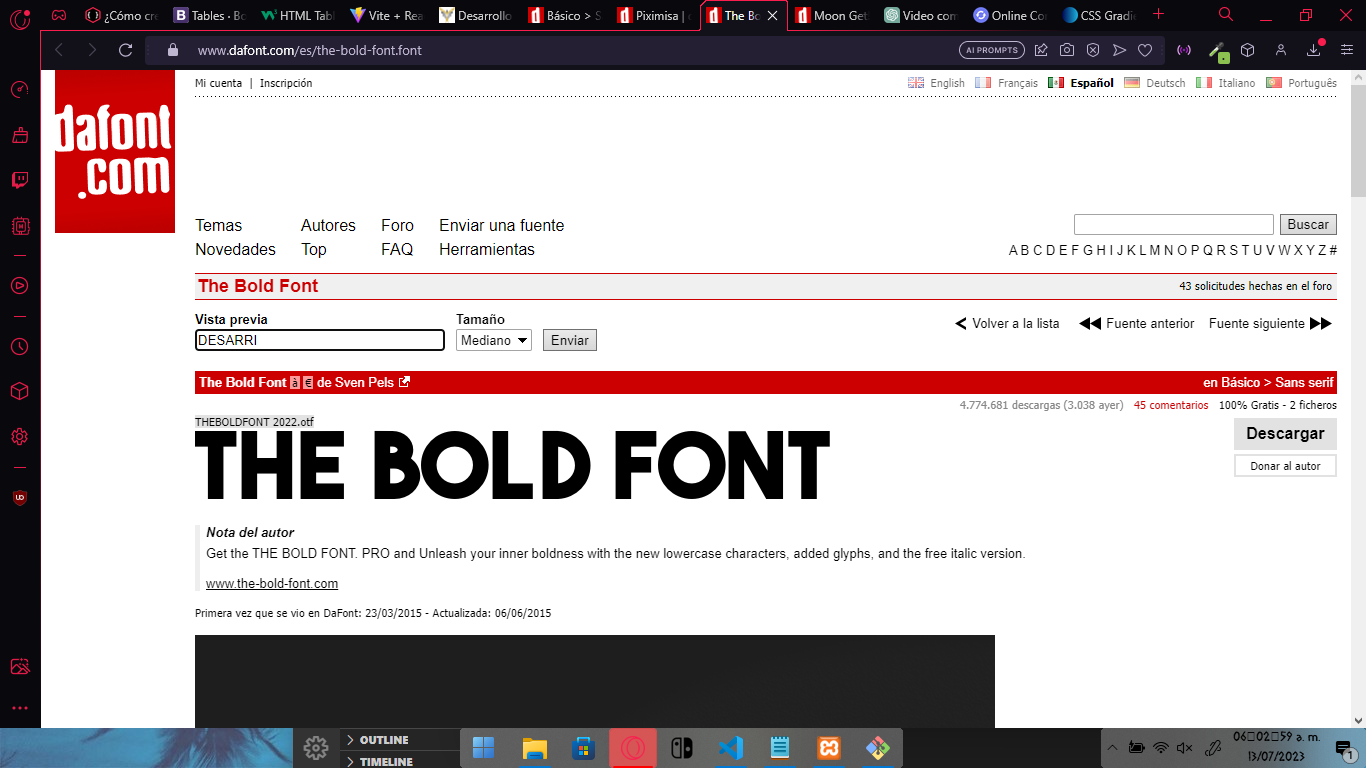 ¿Cómo cre
Tables · Bo
HTML Tabl
Vite + Rea
Desarrollo
Básico > S
Piximisa | d
The Bo
Moon Get
Video com
Online Co
CSS Gradi
www.dafont.com/es/the-bold-font.font
AI PROMPTS
dafont
.com
Mi cuenta | Inscripción
English Français Español Deutsch Italiano Português
Temas Autores Foro Enviar una fuente
Novedades Top FAQ Herramientas
Buscar
A B C D E F G H I J K L M N O P Q R S T U V W X Y Z #
The Bold Font
43 solicitudes hechas en el foro
Vista previa Tamaño
DESARRI Mediano Enviar
Volver a la lista Fuente anterior Fuente siguiente
The Bold Font à € de Sven Pels
en Básico > Sans serif
4.774.681 descargas (3.038 ayer) 45 comentarios 100% Gratis - 2 ficheros
THEBOLDFONT 2022.otf
THE BOLD FONT
Descargar
Donar al autor
Nota del autor
Get the THE BOLD FONT. PRO and Unleash your inner boldness with the new lowercase characters, added glyphs, and the free italic version.
www.the-bold-font.com
Primera vez que se vio en DaFont: 23/03/2015 - Actualizada: 06/06/2015
OUTLINE
TIMELINE
06▯02▯59 a. m.
13/07/2023
1